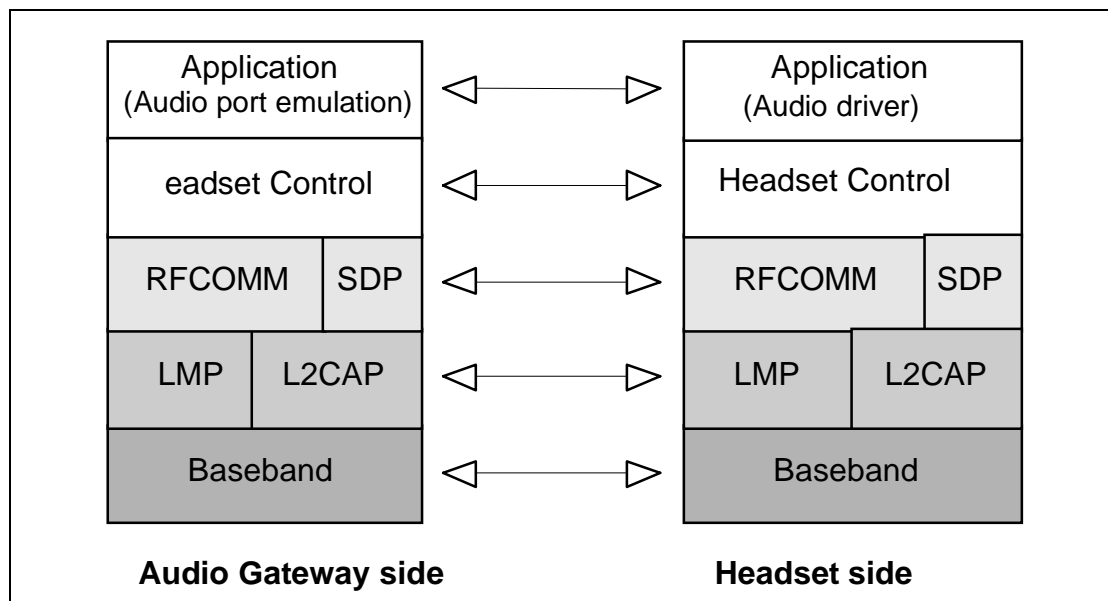 Application
(Audio port emulation)
eadset Control
RFCOMM
SDP
LMP
L2CAP
Baseband
Audio Gateway side
Application
(Audio driver)
Headset Control
RFCOMM
SDP
LMP
L2CAP
Baseband
Headset side